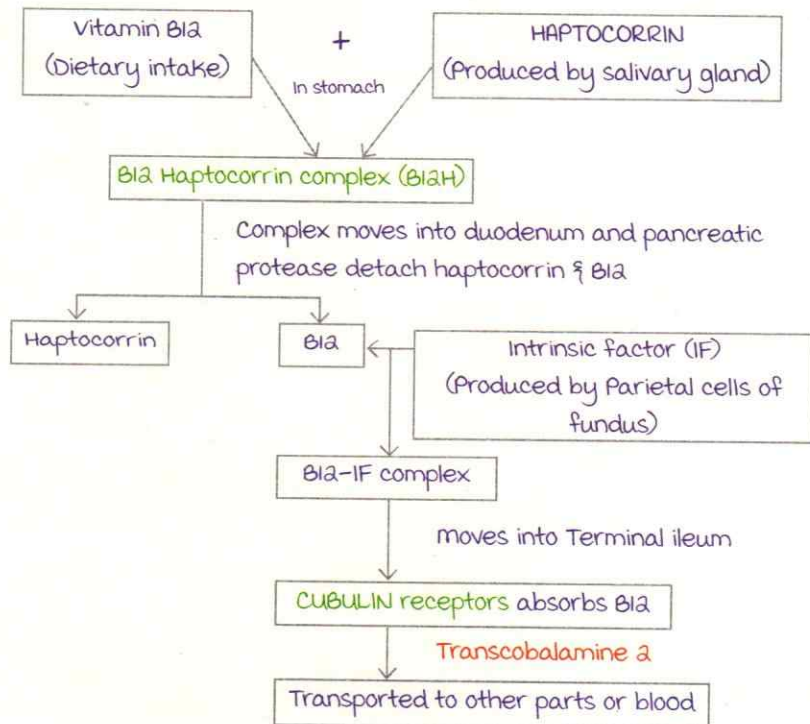 Vitamin B12
(Dietary intake)
+
In stomach
HAPTOCORRIN
(Produced by salivary gland)
B12 Haptocorrin complex (B12H)
Complex moves into duodenum and pancreatic
protease detach haptocorrin & B12
Haptocorrin
B12
Intrinsic factor (IF)
(Produced by Parietal cells of
fundus)
B12-IF complex
moves into Terminal ileum
CUBULIN receptors absorbs B12
Transcobalamine 2
Transported to other parts or blood